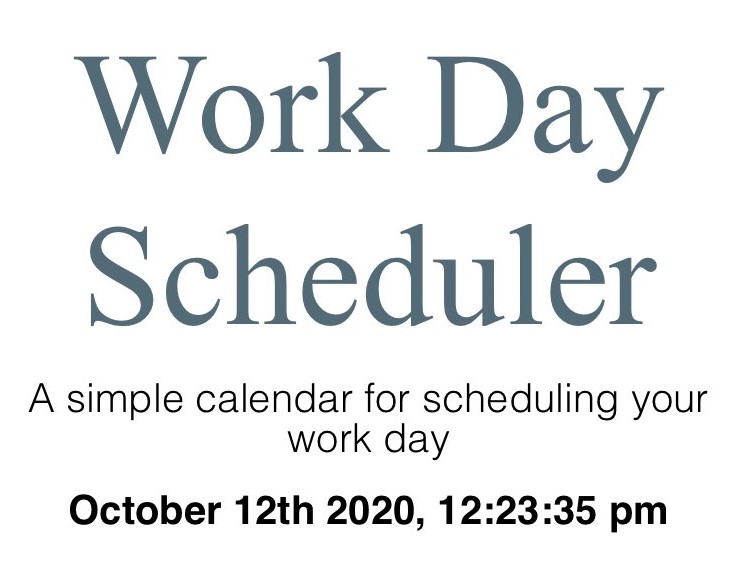 Work Day
Scheduler
A simple calendar for scheduling your
work day
October 12th 2020, 12:23:35 pm